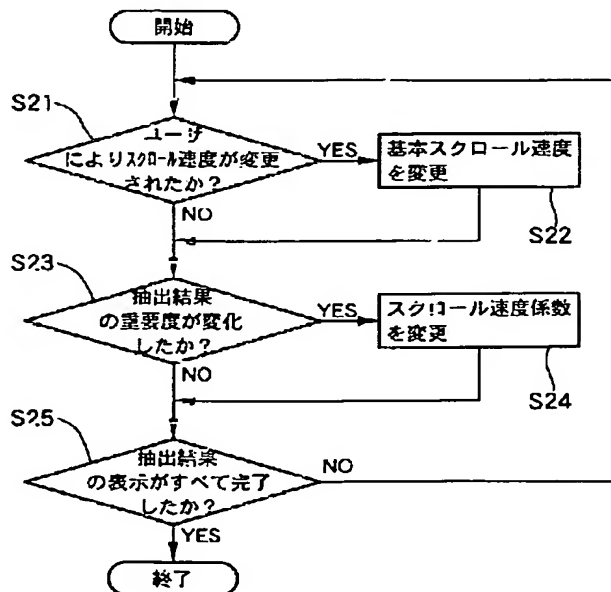 開始
S21
ユーザ
によりスクロール速度が変更
されたか？
YES
基本スクロール速度
を変更
S22
NO
S23
抽出結果
の重要度が変化
したか？
YES
スクロール速度係数
を変更
S24
NO
S25
抽出結果
の表示がすべて完了
したか？
NO
YES
終了